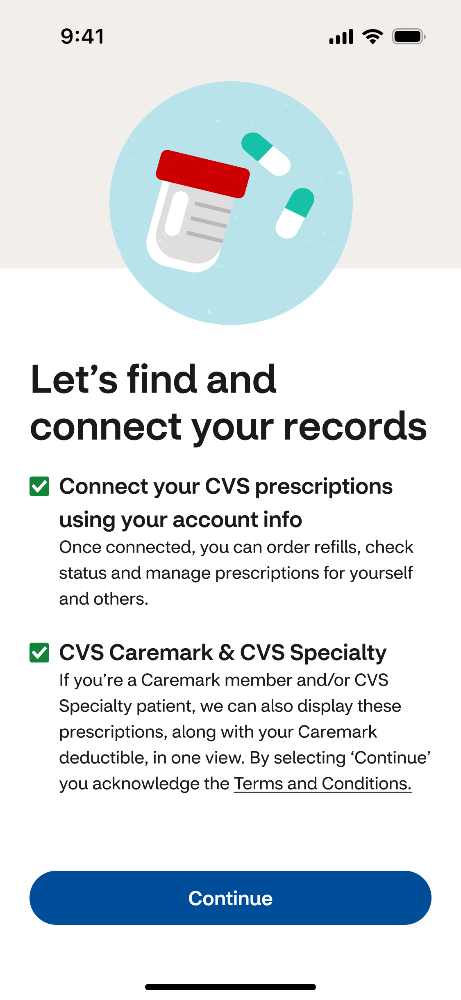 9:41
Let’s find and
connect your records
Connect your CVS prescriptions
using your account info
Once connected, you can order refills, check
status and manage prescriptions for yourself
and others.
CVS Caremark & CVS Specialty
If you’re a Caremark member and/or CVS
Specialty patient, we can also display these
prescriptions, along with your Caremark
deductible, in one view. By selecting ‘Continue’
you acknowledge the Terms and Conditions.
Continue